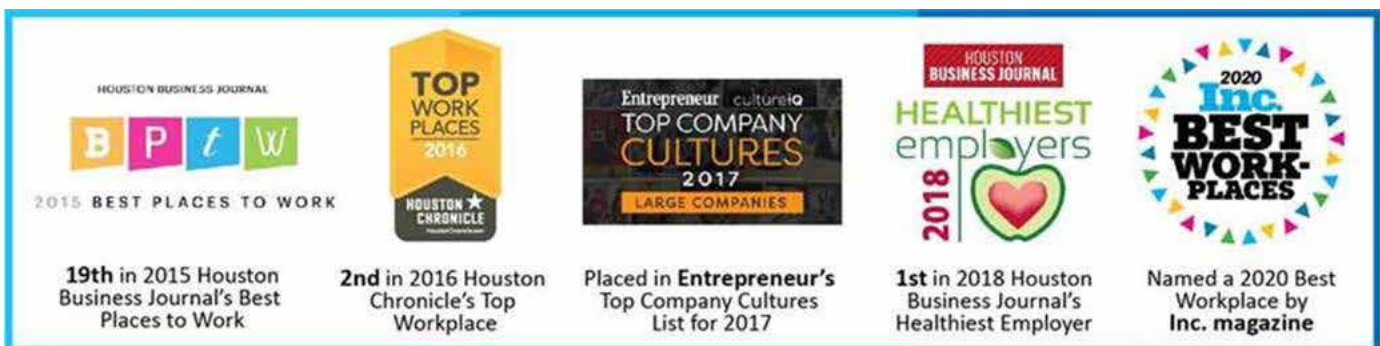 HOUSTON BUSINESS JOURNAL
B P t W
2015 BEST PLACES TO WORK
19th in 2015 Houston
Business Journal's Best
Places to Work
TOP
WORK
PLACES
2016
HOUSTON
CHRONICLE
2nd in 2016 Houston
Chronicle's Top
Workplace
Entrepreneur cultureIQ
TOP COMPANY
CULTURES
2017
LARGE COMPANIES
Placed in Entrepreneur's
Top Company Cultures
List for 2017
HOUSTON
BUSINESS JOURNAL
HEALTHIEST
employers
2018
1st in 2018 Houston
Business Journal's
Healthiest Employer
2020
Inc.
BEST
WORK-
PLACES
Named a 2020 Best
Workplace by
Inc. magazine